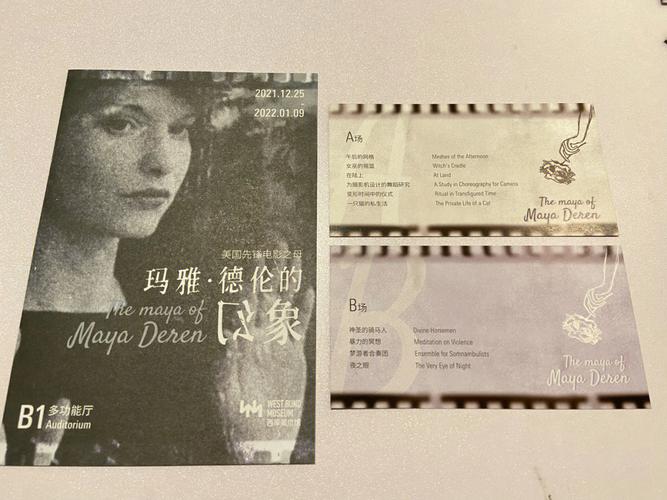 2021.12.25
-
2022.01.09
美国先锋电影之母
玛雅·德伦的
幻象
The maya of
Maya Deren
B1 多功能厅
Auditorium
WEST BUND
MUSEUM
西岸美术馆
A场
午后的网格 Meshes of the Afternoon
女巫的摇篮 Witch's Cradle
在陆上 At Land
为摄影机设计的舞蹈研究 A Study in Choreography for Camera
变形时间中的仪式 Ritual in Transfigured Time
一只猫的私生活 The Private Life of a Cat
The maya of
Maya Deren
B场
神圣的骑马人 Divine Horsemen
暴力的冥想 Meditation on Violence
梦游者合奏团 Ensemble for Somnambulists
夜之眼 The Very Eye of Night
The maya of
Maya Deren